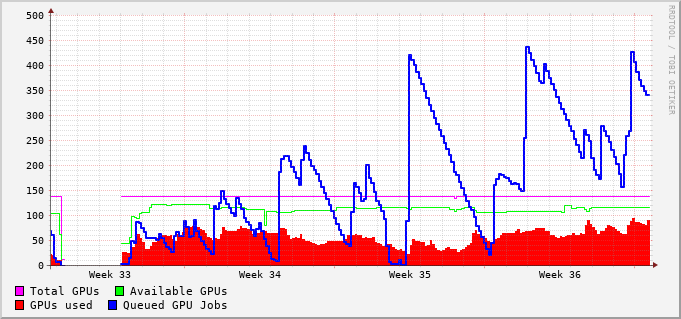 500
450
400
350
300
250
200
150
100
50
0
Week 33 Week 34 Week 35 Week 36
Total GPUs Available GPUs
GPUs used Queued GPU Jobs
RRDTOOL / TOBI OETIKER